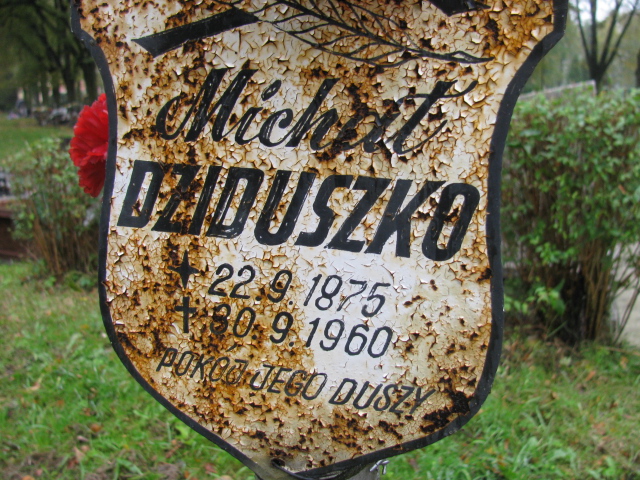 Michał
DZIDUSZKO
22.9.1875
† 30.9.1960
POKÓJ JEGO DUSZY